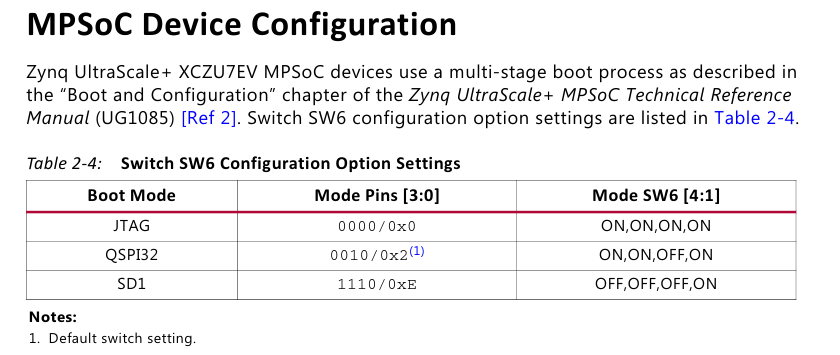 MPSoC Device Configuration
Zynq UltraScale+ XCZU7EV MPSoC devices use a multi-stage boot process as described in
the “Boot and Configuration” chapter of the Zynq UltraScale+ MPSoC Technical Reference
Manual (UG1085) [Ref 2]. Switch SW6 configuration option settings are listed in Table 2-4.
Table 2-4: Switch SW6 Configuration Option Settings
Boot Mode Mode Pins [3:0] Mode SW6 [4:1]
JTAG 0000/0x0 ON,ON,ON,ON
QSPI32 0010/0x2(1) ON,ON,OFF,ON
SD1 1110/0xE OFF,OFF,OFF,ON
Notes:
1. Default switch setting.